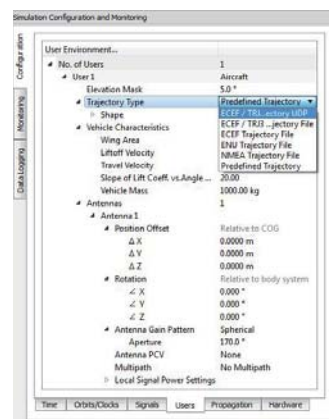 Simulation Configuration and Monitoring
Configuration
Monitoring
Data Logging
User Environment...
No. of Users 1
User 1 Aircraft
Elevation Mask 5.0 °
Trajectory Type Predefined Trajectory
ECEF / TRJ...actory UDP
ECEF / TRJ3 ...jectory File
ECEF Trajectory File
ENU Trajectory File
NMEA Trajectory File
Predefined Trajectory
Shape
Vehicle Characteristics
Wing Area
Liftoff Velocity
Travel Velocity
Slope of Lift Coeff. vs.Angle ... 20.00
Vehicle Mass 1000.00 kg
Antennas 1
Antenna 1
Position Offset Relative to COG
Δ X 0.0000 m
Δ Y 0.0000 m
Δ Z 0.0000 m
Rotation Relative to body system
∠ X 0.000 °
∠ Y 0.000 °
∠ Z 0.000 °
Antenna Gain Pattern Spherical
Aperture 170.0 °
Antenna PCV None
Multipath No Multipath
Local Signal Power Settings
Time Orbits/Clocks Signals Users Propagation Hardware